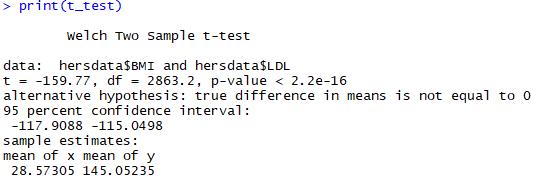 > print(t_test)
Welch Two Sample t-test
data:  hersdata$BMI and hersdata$LDL
t = -159.77, df = 2863.2, p-value < 2.2e-16
alternative hypothesis: true difference in means is not equal to 0
95 percent confidence interval:
-117.9088 -115.0498
sample estimates:
mean of x mean of y
28.57305 145.05235